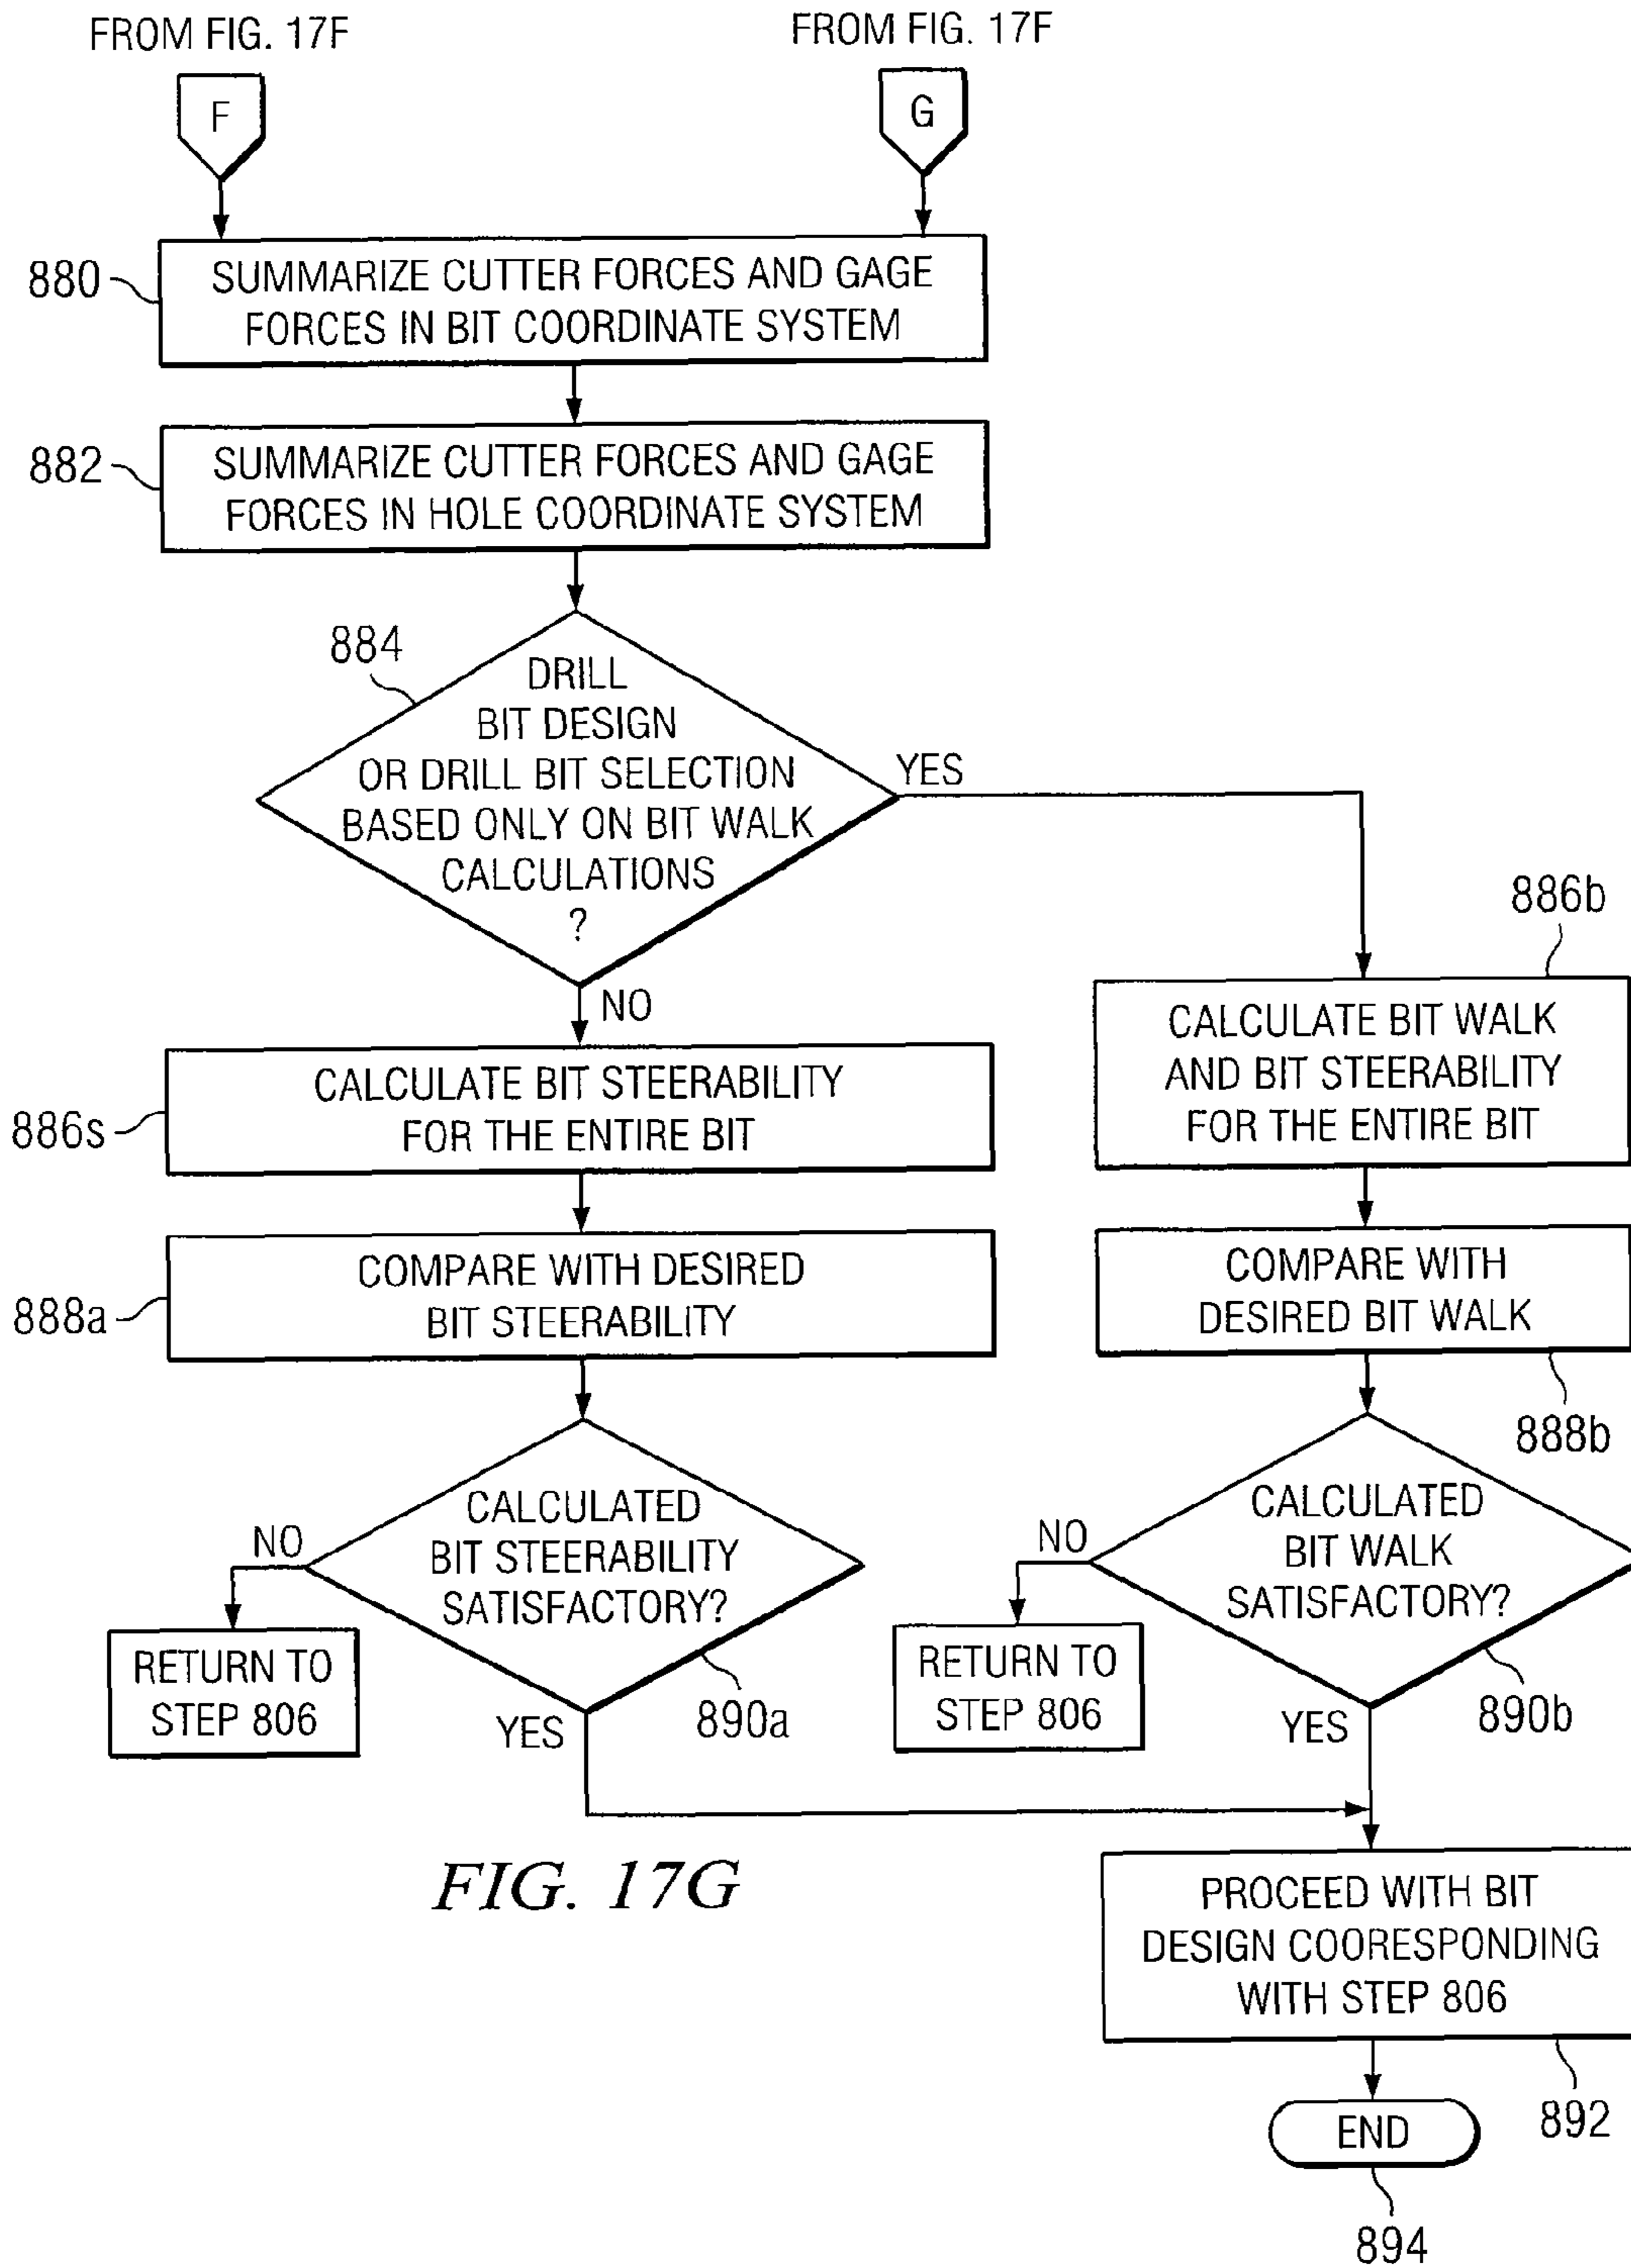 FROM FIG. 17F
FROM FIG. 17F
F
G
880
SUMMARIZE CUTTER FORCES AND GAGE
FORCES IN BIT COORDINATE SYSTEM
882
SUMMARIZE CUTTER FORCES AND GAGE
FORCES IN HOLE COORDINATE SYSTEM
884
DRILL
BIT DESIGN
OR DRILL BIT SELECTION
BASED ONLY ON BIT WALK
CALCULATIONS
?
YES
NO
886s
CALCULATE BIT STEERABILITY
FOR THE ENTIRE BIT
886b
CALCULATE BIT WALK
AND BIT STEERABILITY
FOR THE ENTIRE BIT
888a
COMPARE WITH DESIRED
BIT STEERABILITY
COMPARE WITH
DESIRED BIT WALK
888b
CALCULATED
BIT STEERABILITY
SATISFACTORY?
NO
RETURN TO
STEP 806
YES
890a
CALCULATED
BIT WALK
SATISFACTORY?
NO
RETURN TO
STEP 806
YES
890b
FIG. 17G
PROCEED WITH BIT
DESIGN COORESPONDING
WITH STEP 806
892
END
894